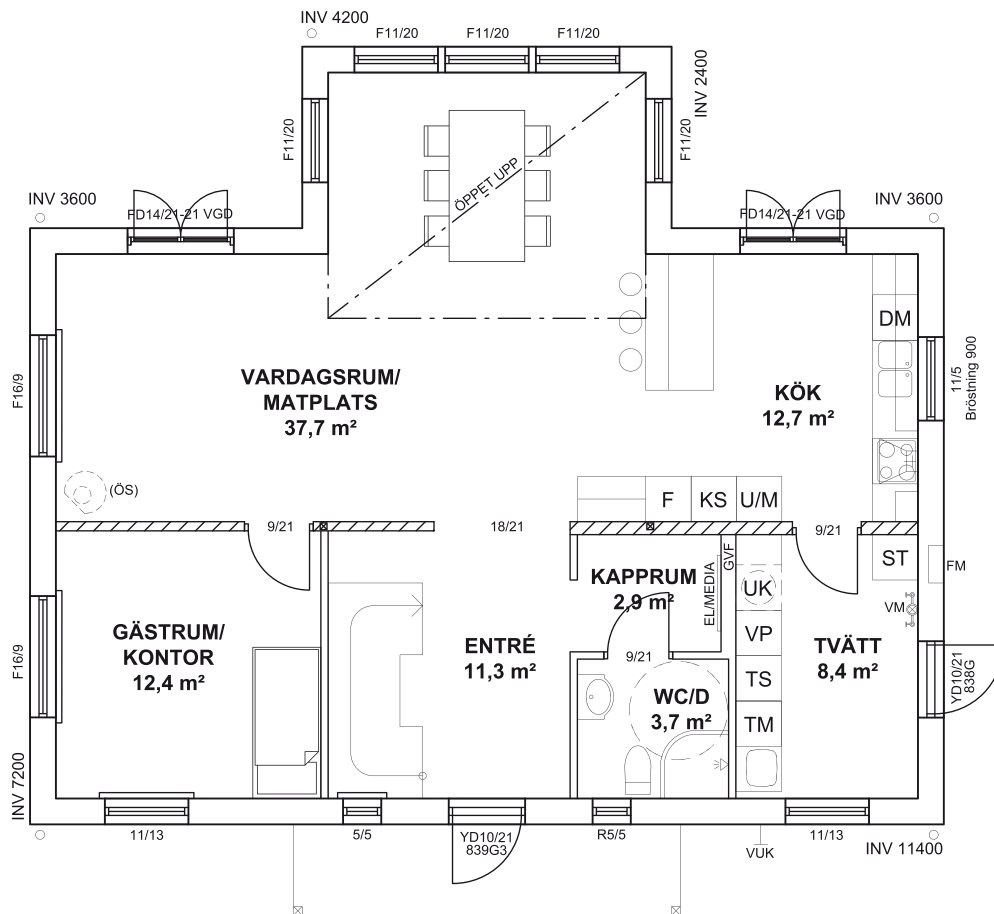 INV 4200
F11/20
F11/20
F11/20
INV 2400
F11/20
F11/20
ÖPPET UPP
INV 3600
INV 3600
FD14/21-21 VGD
FD14/21-21 VGD
DM
F16/9
11/5
Bröstning 900
VARDAGSRUM/
MATPLATS
37,7 m²
KÖK
12,7 m²
(ÖS)
F
KS
U/M
9/21
18/21
9/21
GVF
ST
FM
KAPPRUM
2,9 m²
EL/MEDIA
UK
VM
GÄSTRUM/
KONTOR
12,4 m²
ENTRÉ
11,3 m²
VP
TVÄTT
8,4 m²
F16/9
9/21
TS
YD10/21
838G
WC/D
3,7 m²
TM
INV 7200
11/13
5/5
YD10/21
839G3
R5/5
VUK
11/13
INV 11400